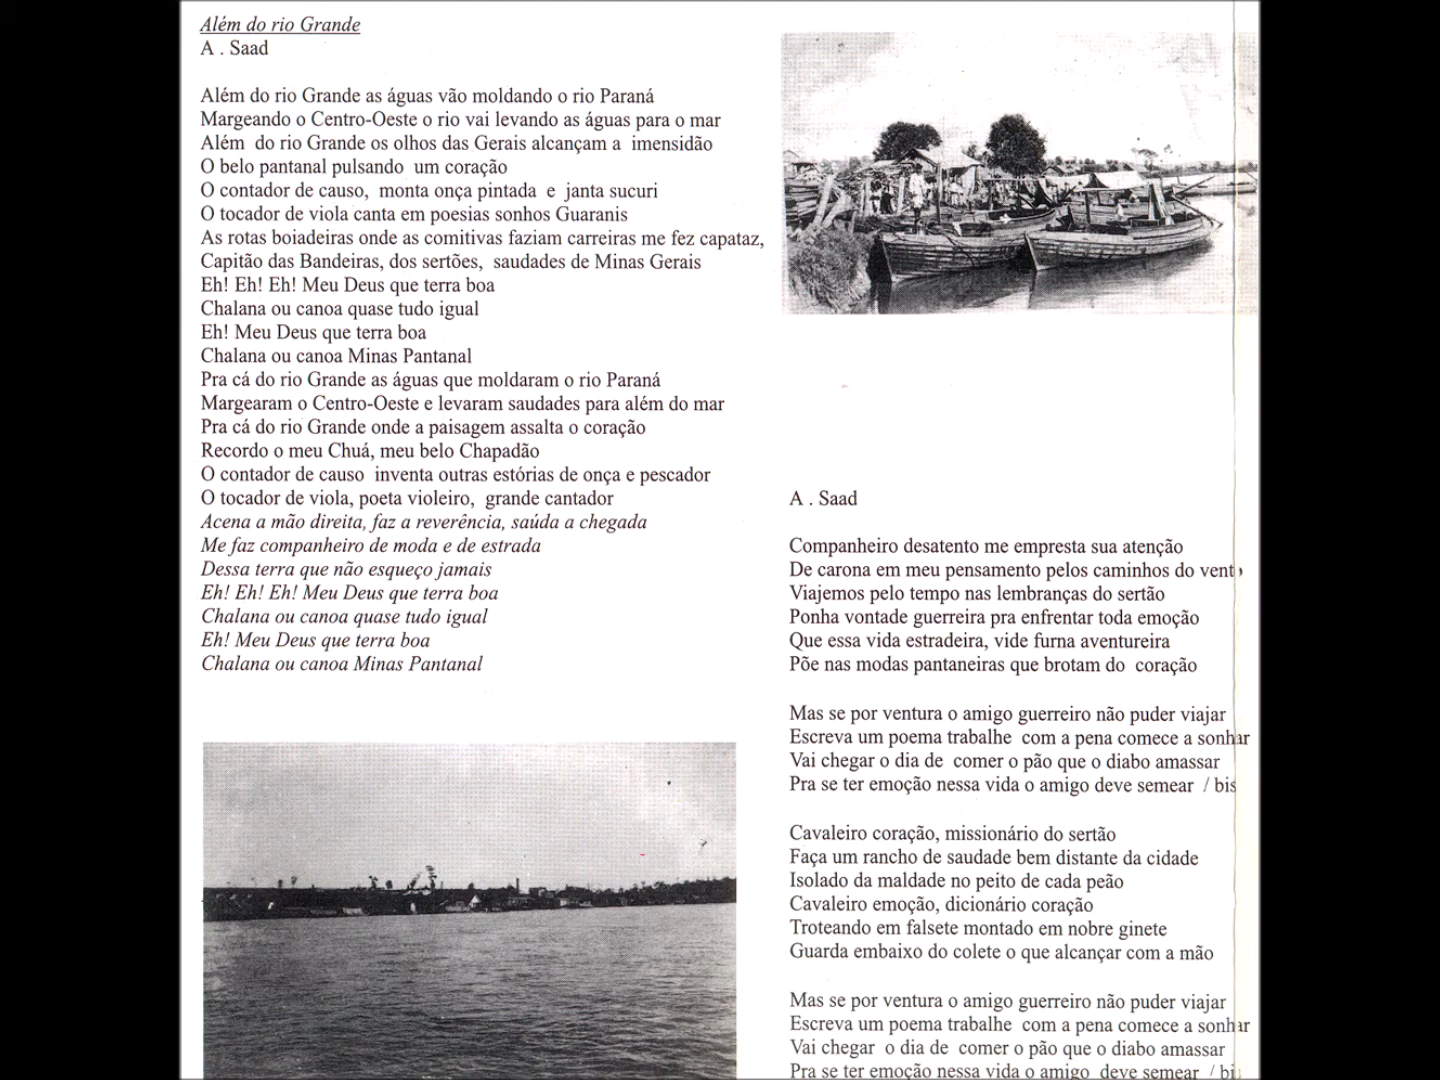 Além do rio Grande
A . Saad
Além do rio Grande as águas vão moldando o rio Paraná
Margeando o Centro-Oeste o rio vai levando as águas para o mar
Além do rio Grande os olhos das Gerais alcançam a imensidão
O belo pantanal pulsando um coração
O contador de causo, monta onça pintada e janta sucuri
O tocador de viola canta em poesias sonhos Guaranis
As rotas boiadeiras onde as comitivas faziam carreiras me fez capataz,
Capitão das Bandeiras, dos sertões, saudades de Minas Gerais
Eh! Eh! Eh! Meu Deus que terra boa
Chalana ou canoa quase tudo igual
Eh! Meu Deus que terra boa
Chalana ou canoa Minas Pantanal
Pra cá do rio Grande as águas que moldaram o rio Paraná
Margearam o Centro-Oeste e levaram saudades para além do mar
Pra cá do rio Grande onde a paisagem assalta o coração
Recordo o meu Chuá, meu belo Chapadão
O contador de causo inventa outras estórias de onça e pescador
O tocador de viola, poeta violeiro, grande cantador
Acena a mão direita, faz a reverência, saúda a chegada
Me faz companheiro de moda e de estrada
Dessa terra que não esqueço jamais
Eh! Eh! Eh! Meu Deus que terra boa
Chalana ou canoa quase tudo igual
Eh! Meu Deus que terra boa
Chalana ou canoa Minas Pantanal
A . Saad
Companheiro desatento me empresta sua atenção
De carona em meu pensamento pelos caminhos do vento
Viajemos pelo tempo nas lembranças do sertão
Ponha vontade guerreira pra enfrentar toda emoção
Que essa vida estradeira, vide furna aventureira
Põe nas modas pantaneiras que brotam do coração
Mas se por ventura o amigo guerreiro não puder viajar
Escreva um poema trabalhe com a pena comece a sonhar
Vai chegar o dia de comer o pão que o diabo amassar
Pra se ter emoção nessa vida o amigo deve semear / bis
Cavaleiro coração, missionário do sertão
Faça um rancho de saudade bem distante da cidade
Isolado da maldade no peito de cada peão
Cavaleiro emoção, dicionário coração
Troteando em falsete montado em nobre ginete
Guarda embaixo do colete o que alcançar com a mão
Mas se por ventura o amigo guerreiro não puder viajar
Escreva um poema trabalhe com a pena comece a sonhar
Vai chegar o dia de comer o pão que o diabo amassar
Pra se ter emoção nessa vida o amigo deve semear / bis